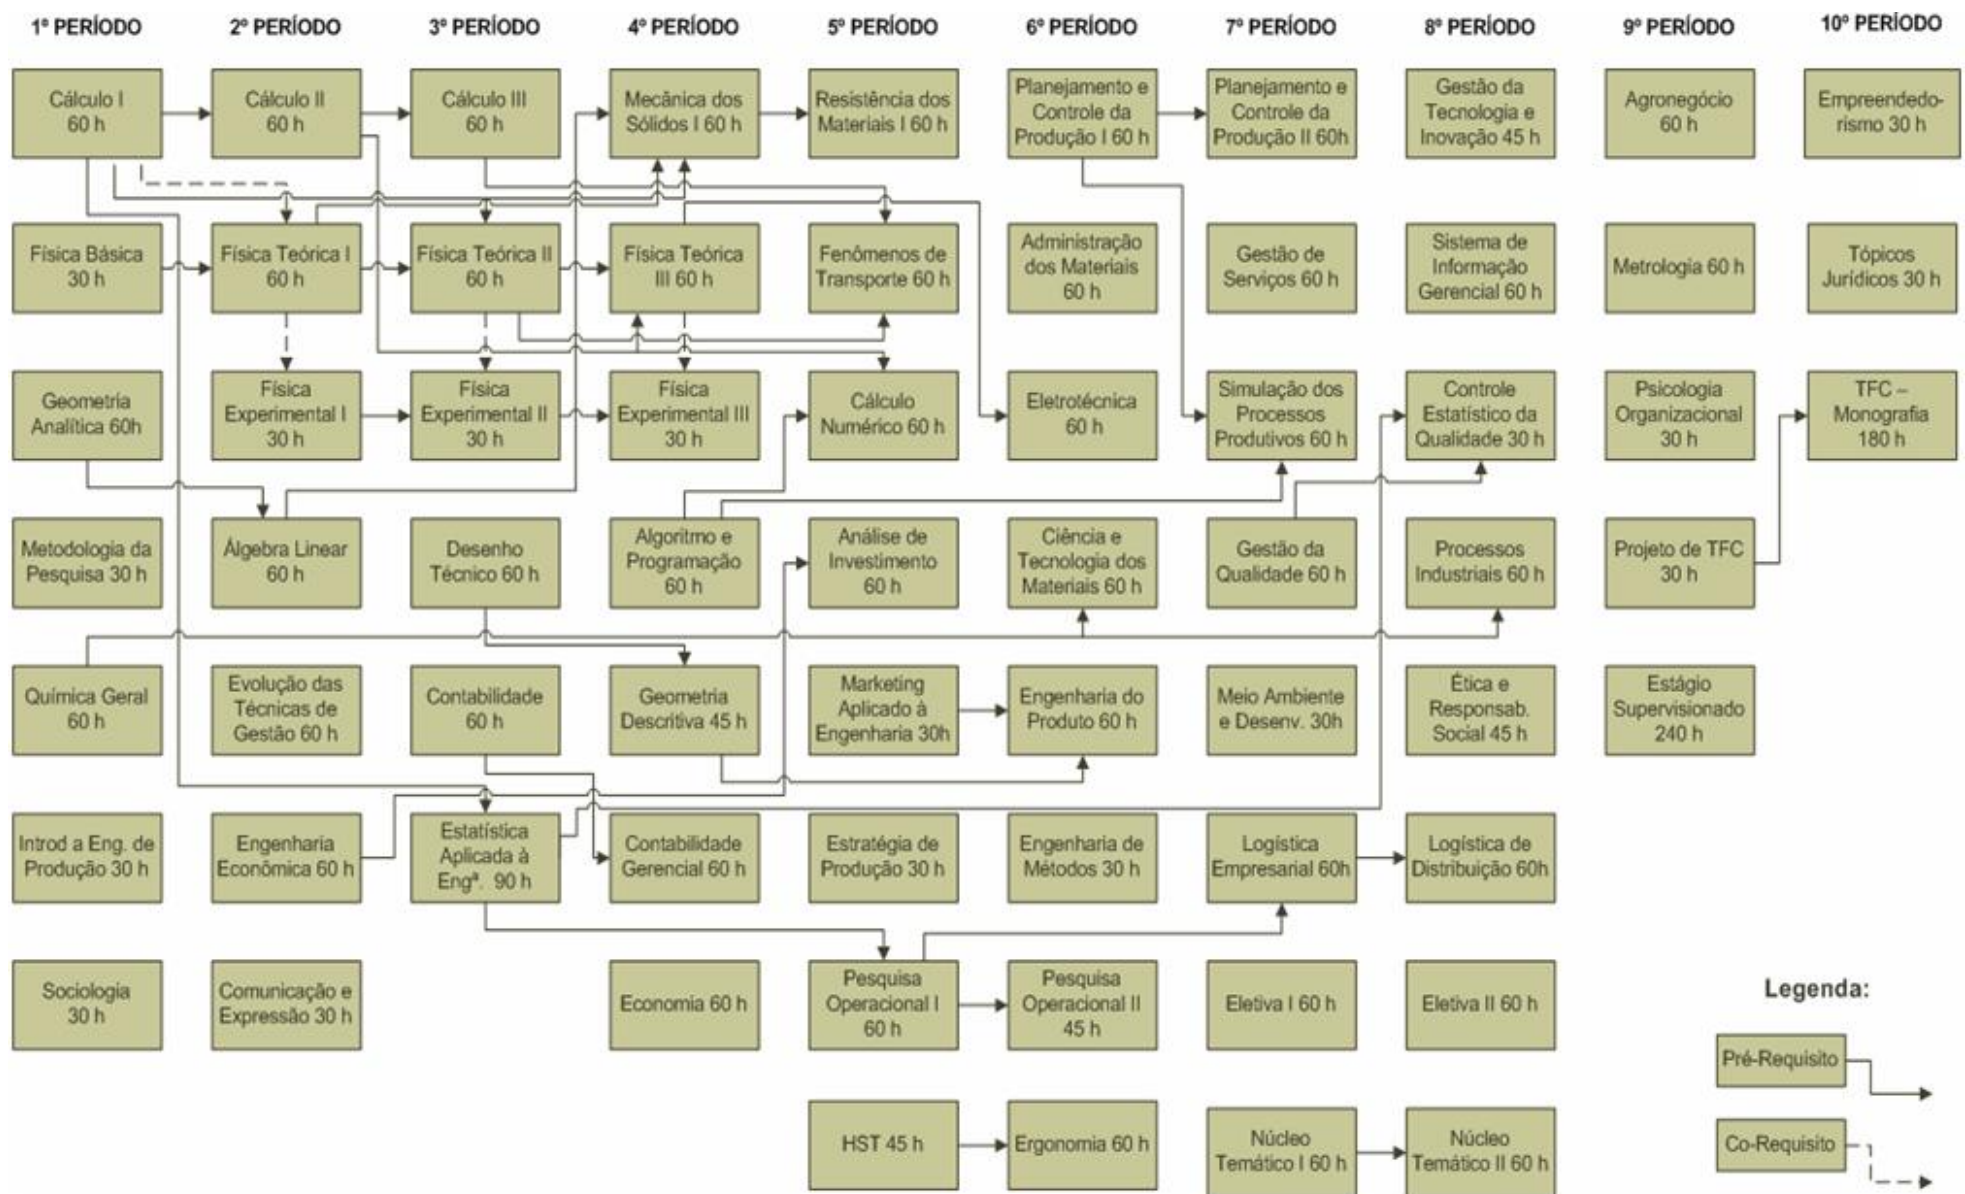 1º PERÍODO
2º PERÍODO
3º PERÍODO
4º PERÍODO
5º PERÍODO
6º PERÍODO
7º PERÍODO
8º PERÍODO
9º PERÍODO
10º PERÍODO
Cálculo I
60 h
Cálculo II
60 h
Cálculo III
60 h
Mecânica dos
Sólidos I 60 h
Resistência dos
Materiais I 60 h
Planejamento e
Controle da
Produção I 60 h
Planejamento e
Controle da
Produção II 60h
Gestão da
Tecnologia e
Inovação 45 h
Agronegócio
60 h
Empreendedo-
rismo 30 h
Física Básica
30 h
Física Teórica I
60 h
Física Teórica II
60 h
Física Teórica
III 60 h
Fenômenos de
Transporte 60 h
Administração
dos Materiais
60 h
Gestão de
Serviços 60 h
Sistema de
Informação
Gerencial 60 h
Metrologia 60 h
Tópicos
Jurídicos 30 h
Geometria
Analítica 60h
Física
Experimental I
30 h
Física
Experimental II
30 h
Física
Experimental III
30 h
Cálculo
Numérico 60 h
Eletrotécnica
60 h
Simulação dos
Processos
Produtivos 60 h
Controle
Estatístico da
Qualidade 30 h
Psicologia
Organizacional
30 h
TFC –
Monografia
180 h
Metodologia da
Pesquisa 30 h
Álgebra Linear
60 h
Desenho
Técnico 60 h
Algoritmo e
Programação
60 h
Análise de
Investimento
60 h
Ciência e
Tecnologia dos
Materiais 60 h
Gestão da
Qualidade 60 h
Processos
Industriais 60 h
Projeto de TFC
30 h
Química Geral
60 h
Evolução das
Técnicas de
Gestão 60 h
Contabilidade
60 h
Geometria
Descritiva 45 h
Marketing
Aplicado à
Engenharia 30h
Engenharia do
Produto 60 h
Meio Ambiente
e Desenv. 30h
Ética e
Responsab.
Social 45 h
Estágio
Supervisionado
240 h
Introd a Eng. de
Produção 30 h
Engenharia
Econômica 60 h
Estatística
Aplicada à
Engª. 90 h
Contabilidade
Gerencial 60 h
Estratégia de
Produção 30 h
Engenharia de
Métodos 30 h
Logística
Empresarial 60h
Logística de
Distribuição 60h
Sociologia
30 h
Comunicação e
Expressão 30 h
Economia 60 h
Pesquisa
Operacional I
60 h
Pesquisa
Operacional II
45 h
Eletiva I 60 h
Eletiva II 60 h
HST 45 h
Ergonomia 60 h
Núcleo
Temático I 60 h
Núcleo
Temático II 60 h
Legenda:
Pré-Requisito
Co-Requisito